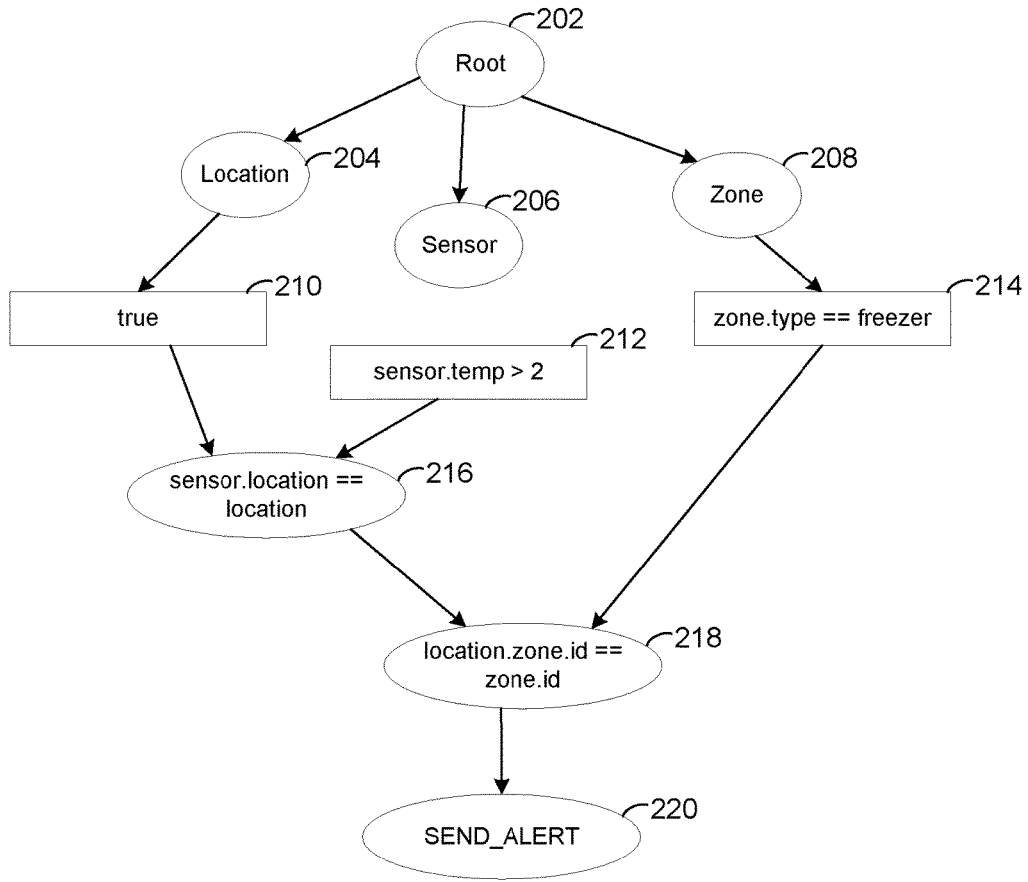 202
Root
Location
204
Sensor
206
Zone
208
true
210
sensor.temp > 2
212
zone.type == freezer
214
sensor.location ==
location
216
location.zone.id ==
zone.id
218
SEND_ALERT
220